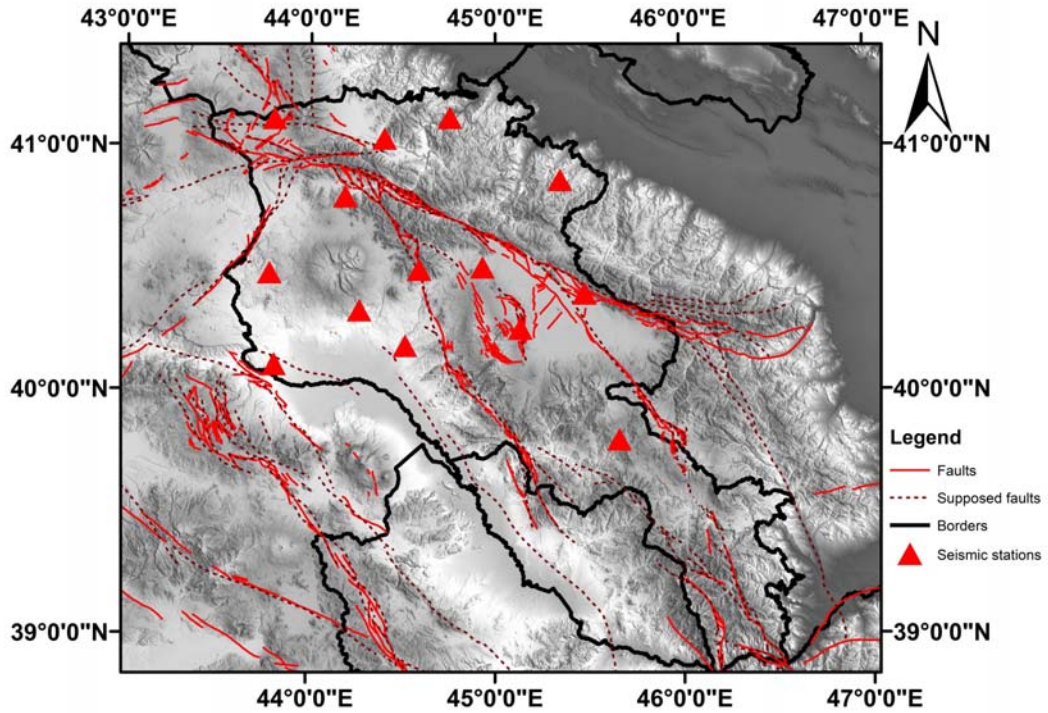 43°0'0"E 44°0'0"E 45°0'0"E 46°0'0"E 47°0'0"E
N
41°0'0"N 41°0'0"N
40°0'0"N 40°0'0"N
Legend
Faults
Supposed faults
Borders
Seismic stations
39°0'0"N 39°0'0"N
44°0'0"E 45°0'0"E 46°0'0"E 47°0'0"E